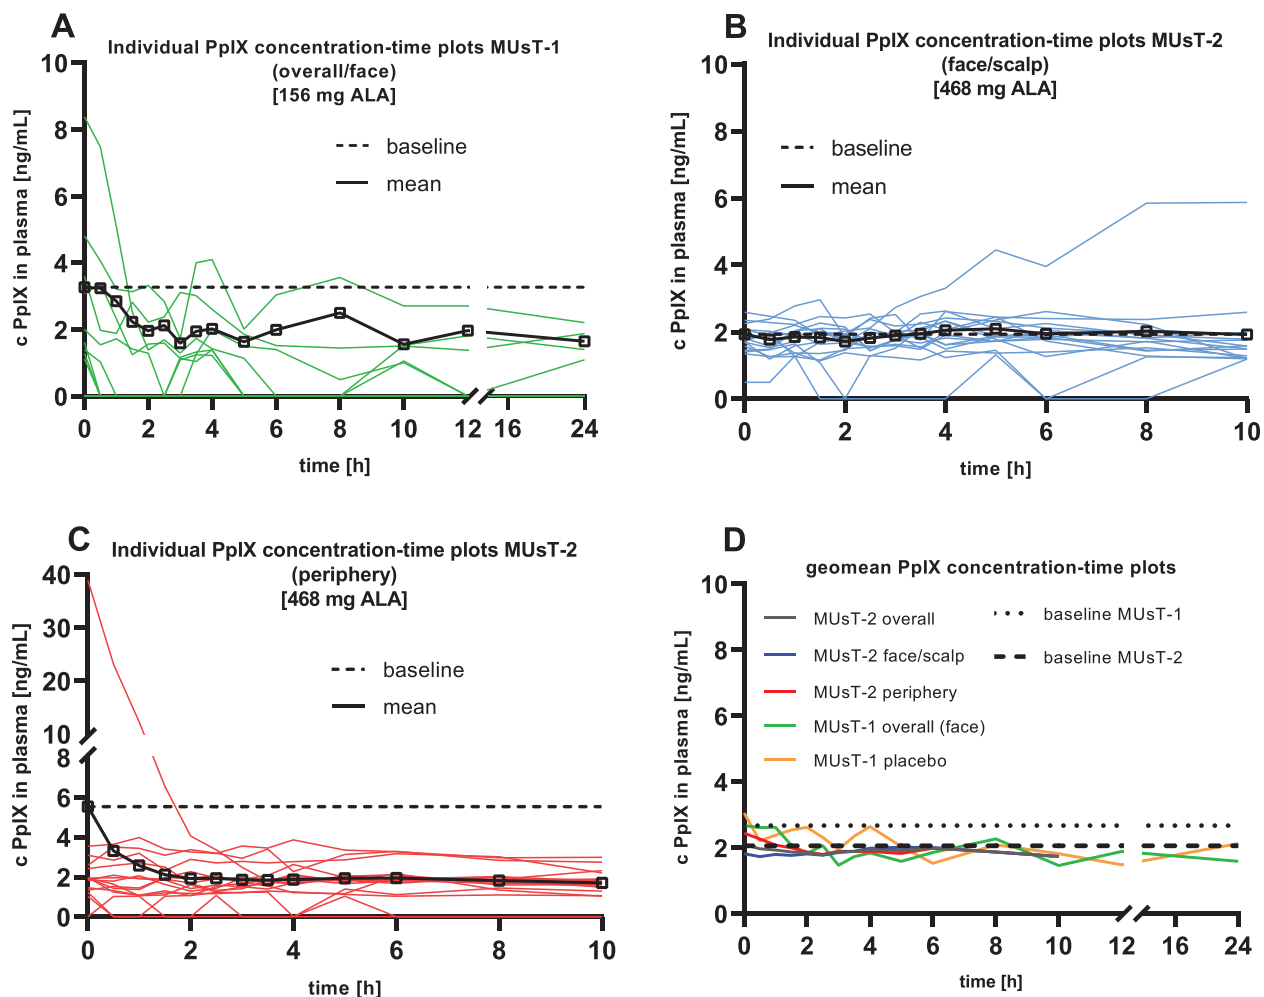 A
Individual PpIX concentration-time plots MUsT-1
(overall/face)
[156 mg ALA]
c PpIX in plasma [ng/mL]
10
8
6
4
2
0
baseline
mean
0 2 4 6 8 10 12 16 24
time [h]
B
Individual PpIX concentration-time plots MUsT-2
(face/scalp)
[468 mg ALA]
c PpIX in plasma [ng/mL]
10
8
6
4
2
0
baseline
mean
0 2 4 6 8 10
time [h]
C
Individual PpIX concentration-time plots MUsT-2
(periphery)
[468 mg ALA]
c PpIX in plasma [ng/mL]
40
30
20
10
8
6
4
2
0
baseline
mean
0 2 4 6 8 10
time [h]
D
geomean PpIX concentration-time plots
c PpIX in plasma [ng/mL]
10
8
6
4
2
0
MUsT-2 overall
MUsT-2 face/scalp
MUsT-2 periphery
MUsT-1 overall (face)
MUsT-1 placebo
baseline MUsT-1
baseline MUsT-2
0 2 4 6 8 10 12 16 24
time [h]